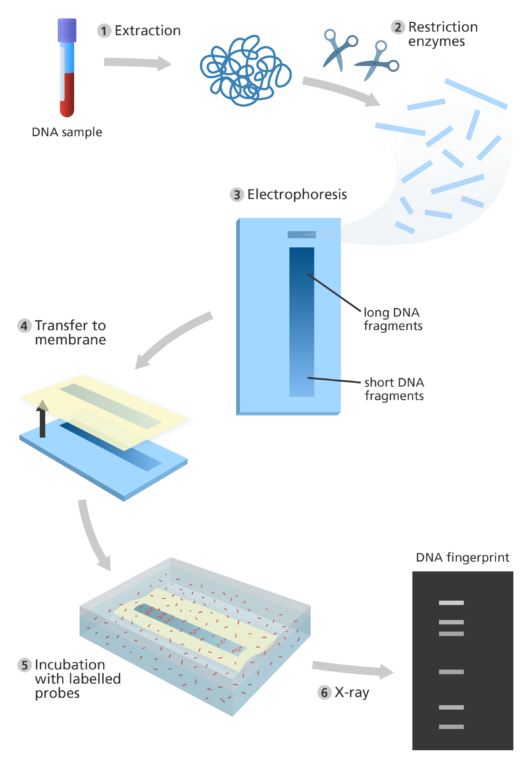 1 Extraction
2 Restriction
enzymes
DNA sample
3 Electrophoresis
long DNA
fragments
short DNA
fragments
4 Transfer to
membrane
5 Incubation
with labelled
probes
6 X-ray
DNA fingerprint